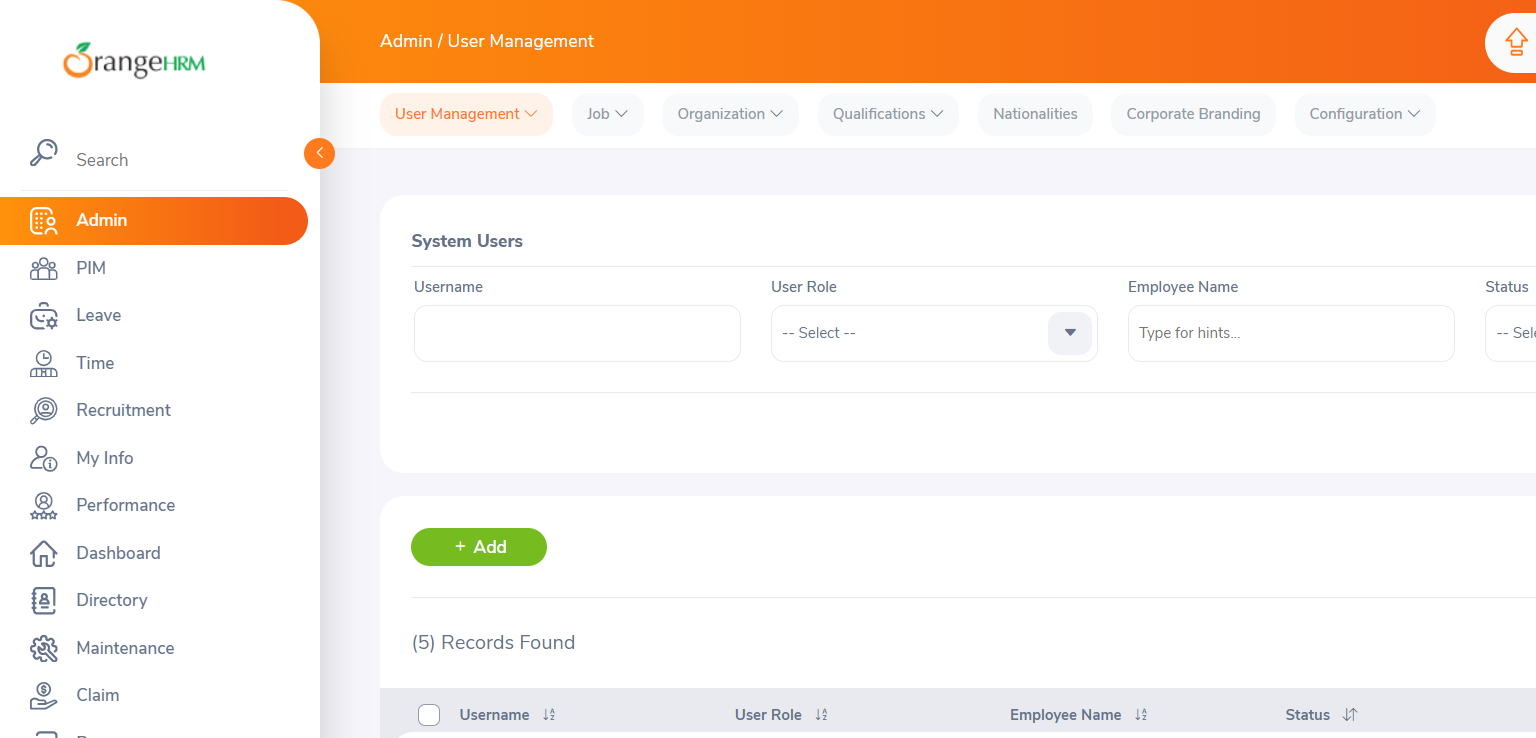 OrangeHRM
Admin / User Management
User Management
Job
Organization
Qualifications
Nationalities
Corporate Branding
Configuration
Search
Admin
PIM
Leave
Time
Recruitment
My Info
Performance
Dashboard
Directory
Maintenance
Claim
System Users
Username
User Role
Employee Name
Status
-- Select --
Type for hints...
-- Sele
+ Add
(5) Records Found
Username
User Role
Employee Name
Status